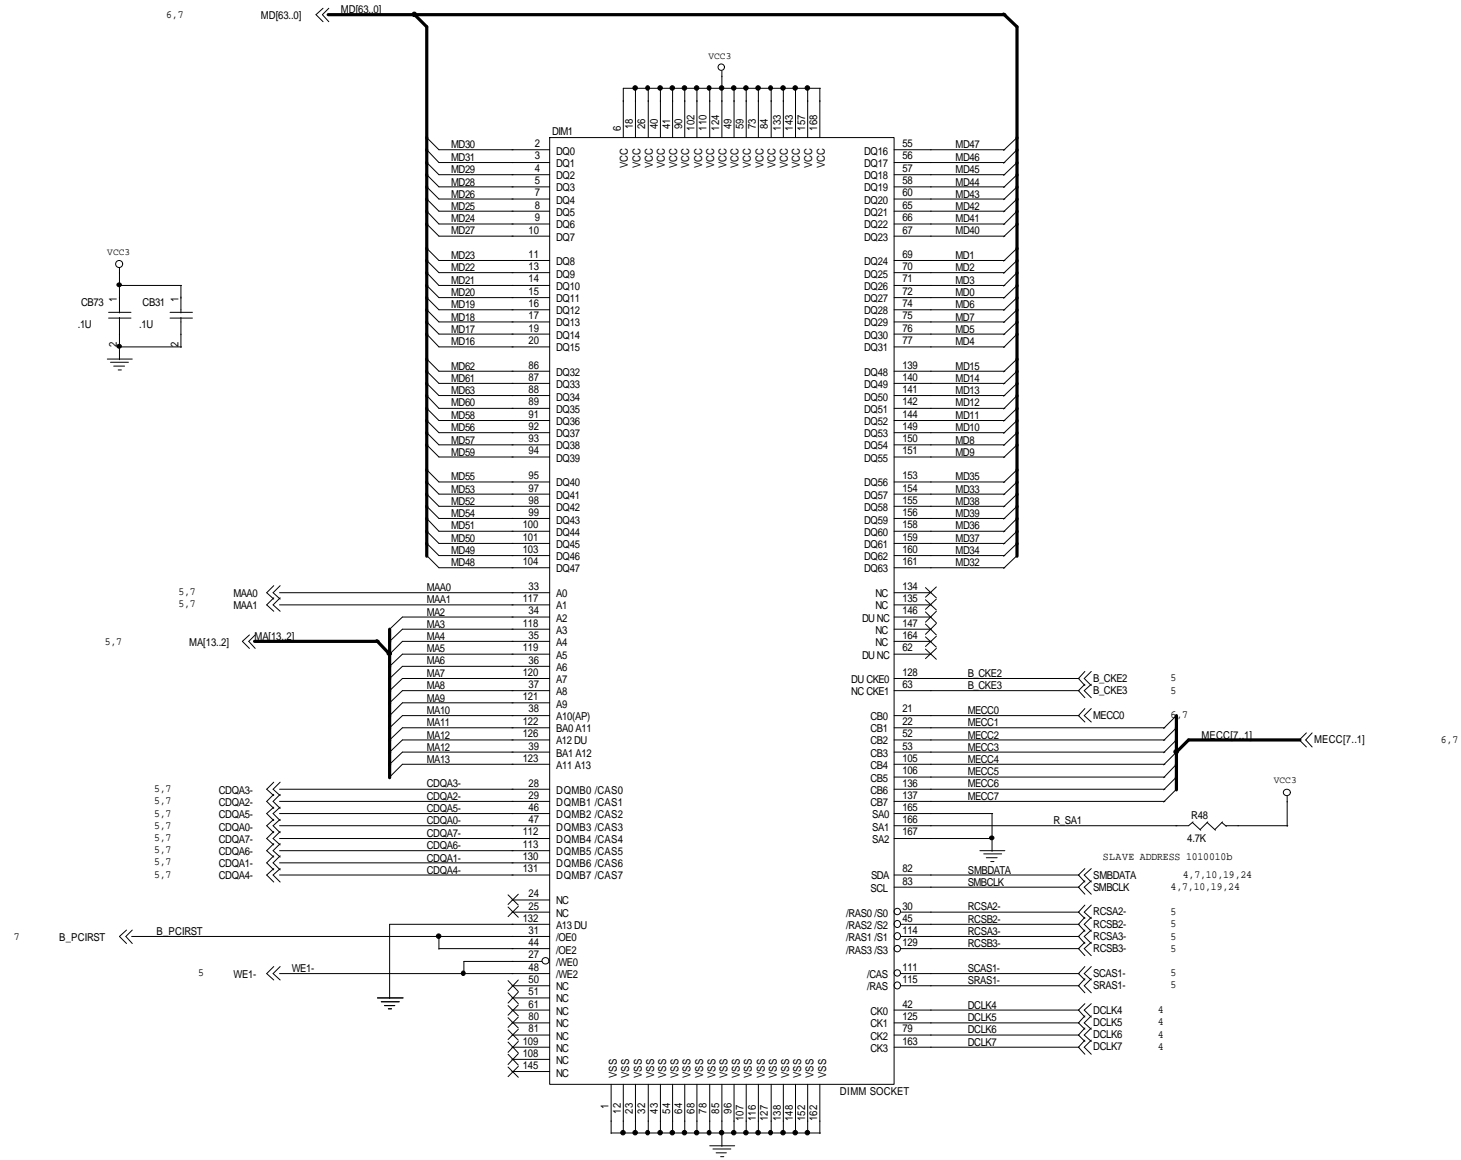 6,7 MD[63..0] MD[63..0]
VCC3
6 18 26 40 41 90 102 110 124 49 59 73 84 133 143 157 168
DIM1
VCC VCC VCC VCC VCC VCC VCC VCC VCC VCC VCC VCC VCC VCC VCC VCC VCC
MD30 2 DQ0 DQ16 55 MD47
MD31 3 DQ1 DQ17 56 MD46
MD29 4 DQ2 DQ18 57 MD45
MD28 5 DQ3 DQ19 58 MD44
MD26 7 DQ4 DQ20 60 MD43
MD25 8 DQ5 DQ21 65 MD42
MD24 9 DQ6 DQ22 66 MD41
MD27 10 DQ7 DQ23 67 MD40
MD23 11 DQ8 DQ24 69 MD1
MD22 13 DQ9 DQ25 70 MD2
MD21 14 DQ10 DQ26 71 MD3
MD20 15 DQ11 DQ27 72 MD0
MD19 16 DQ12 DQ28 74 MD6
MD18 17 DQ13 DQ29 75 MD7
MD17 19 DQ14 DQ30 76 MD5
MD16 20 DQ15 DQ31 77 MD4
VCC3
CB73 1 CB31 1
.1U .1U
2 2
MD62 86 DQ32 DQ48 139 MD15
MD61 87 DQ33 DQ49 140 MD14
MD63 88 DQ34 DQ50 141 MD13
MD60 89 DQ35 DQ51 142 MD12
MD58 91 DQ36 DQ52 144 MD11
MD56 92 DQ37 DQ53 149 MD10
MD57 93 DQ38 DQ54 150 MD8
MD59 94 DQ39 DQ55 151 MD9
MD55 95 DQ40 DQ56 153 MD35
MD53 97 DQ41 DQ57 154 MD33
MD52 98 DQ42 DQ58 155 MD38
MD54 99 DQ43 DQ59 156 MD39
MD51 100 DQ44 DQ60 158 MD36
MD50 101 DQ45 DQ61 159 MD37
MD49 103 DQ46 DQ62 160 MD34
MD48 104 DQ47 DQ63 161 MD32
5,7 MAA0 MAA0 33 A0 NC 134
5,7 MAA1 MAA1 117 A1 NC 135
MA2 34 A2 DU NC 146
MA3 118 A3 NC 147
5,7 MA[13..2] MA[13..2] MA4 35 A4 NC 164
MA5 119 A5 DU NC 62
MA6 36 A6
MA7 120 A7 DU CKE0 128 B_CKE2 B_CKE2 5
MA8 37 A8 NC CKE1 63 B_CKE3 B_CKE3 5
MA9 121 A9
MA10 38 A10(AP) CB0 21 MECC0 MECC0 6,7
MA11 122 BA0 A11 CB1 22 MECC1
MA12 126 A12 DU CB2 52 MECC2 MECC[7..1] MECC[7..1] 6,7
MA12 39 BA1 A12 CB3 53 MECC3
MA13 123 A11 A13 CB4 105 MECC4
CB5 106 MECC5
CB6 136 MECC6
CB7 137 MECC7
VCC3
5,7 CDQA3- CDQA3- 28 DQMB0 /CAS0
5,7 CDQA2- CDQA2- 29 DQMB1 /CAS1
5,7 CDQA5- CDQA5- 46 DQMB2 /CAS2 SA0 165
5,7 CDQA0- CDQA0- 47 DQMB3 /CAS3 SA1 166 R_SA1 R48
5,7 CDQA7- CDQA7- 112 DQMB4 /CAS4 SA2 167 4.7K
5,7 CDQA6- CDQA6- 113 DQMB5 /CAS5
5,7 CDQA1- CDQA1- 130 DQMB6 /CAS6
5,7 CDQA4- CDQA4- 131 DQMB7 /CAS7
SLAVE ADDRESS 1010010b
SDA 82 SMBDATA SMBDATA 4,7,10,19,24
SCL 83 SMBCLK SMBCLK 4,7,10,19,24
24 NC
25 NC /RAS0 /S0 30 RCSA2- RCSA2- 5
132 A13 DU /RAS2 /S2 45 RCSB2- RCSB2- 5
7 B_PCIRST B_PCIRST 31 /OE0 /RAS1 /S1 114 RCSA3- RCSA3- 5
44 /OE2 /RAS3 /S3 129 RCSB3- RCSB3- 5
27 /WE0
5 WE1- WE1- 48 /WE2 /CAS 111 SCAS1- SCAS1- 5
50 NC /RAS 115 SRAS1- SRAS1- 5
51 NC
61 NC CK0 42 DCLK4 DCLK4 4
80 NC CK1 125 DCLK5 DCLK5 4
81 NC CK2 79 DCLK6 DCLK6 4
109 NC CK3 163 DCLK7 DCLK7 4
108 NC
145 NC
VSS VSS VSS VSS VSS VSS VSS VSS VSS VSS VSS VSS VSS VSS VSS VSS VSS VSS
DIMM SOCKET
1 12 23 32 43 54 64 68 78 85 96 107 116 127 138 148 152 162